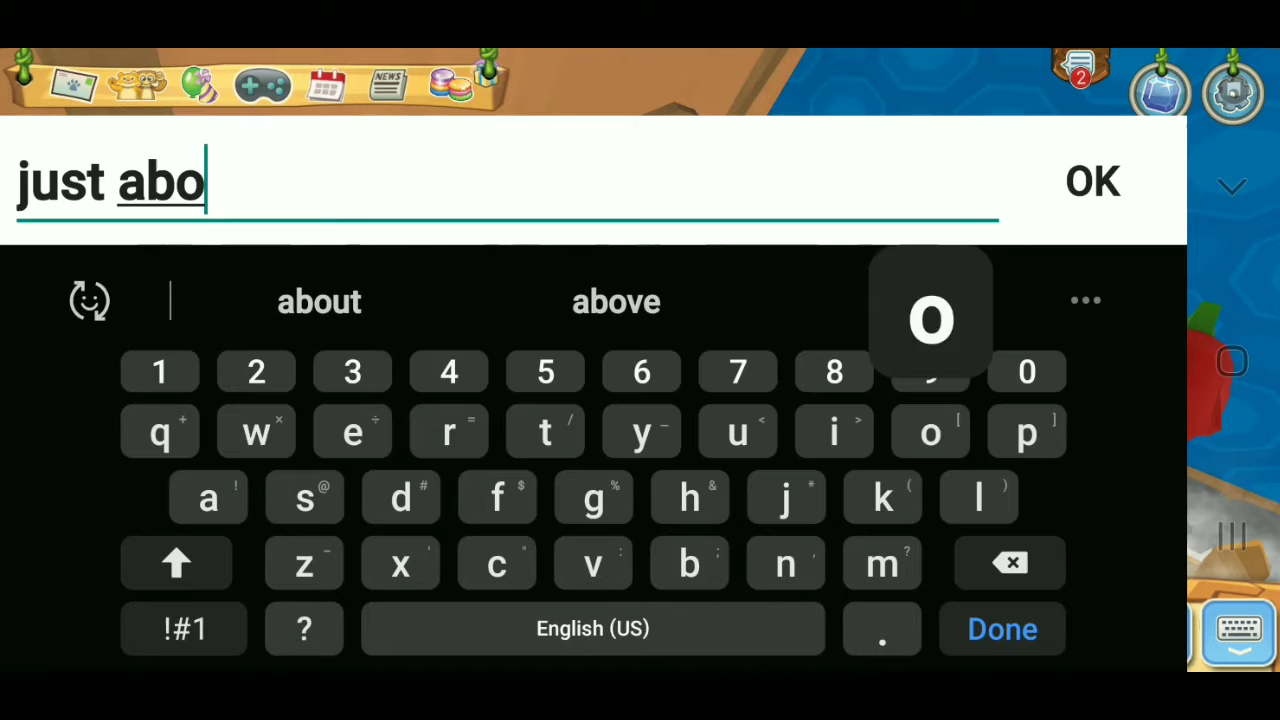 NEWS
2
just abo
OK
about above o
1 2 3 4 5 6 7 8 9 0
q + w × e ÷ r = t / y _ u < i > o [ p ]
a ! s @ d # f $ g % h & j * k ( l )
z - x ' c " v : b ; n , m ?
!#1 ? English (US) . Done